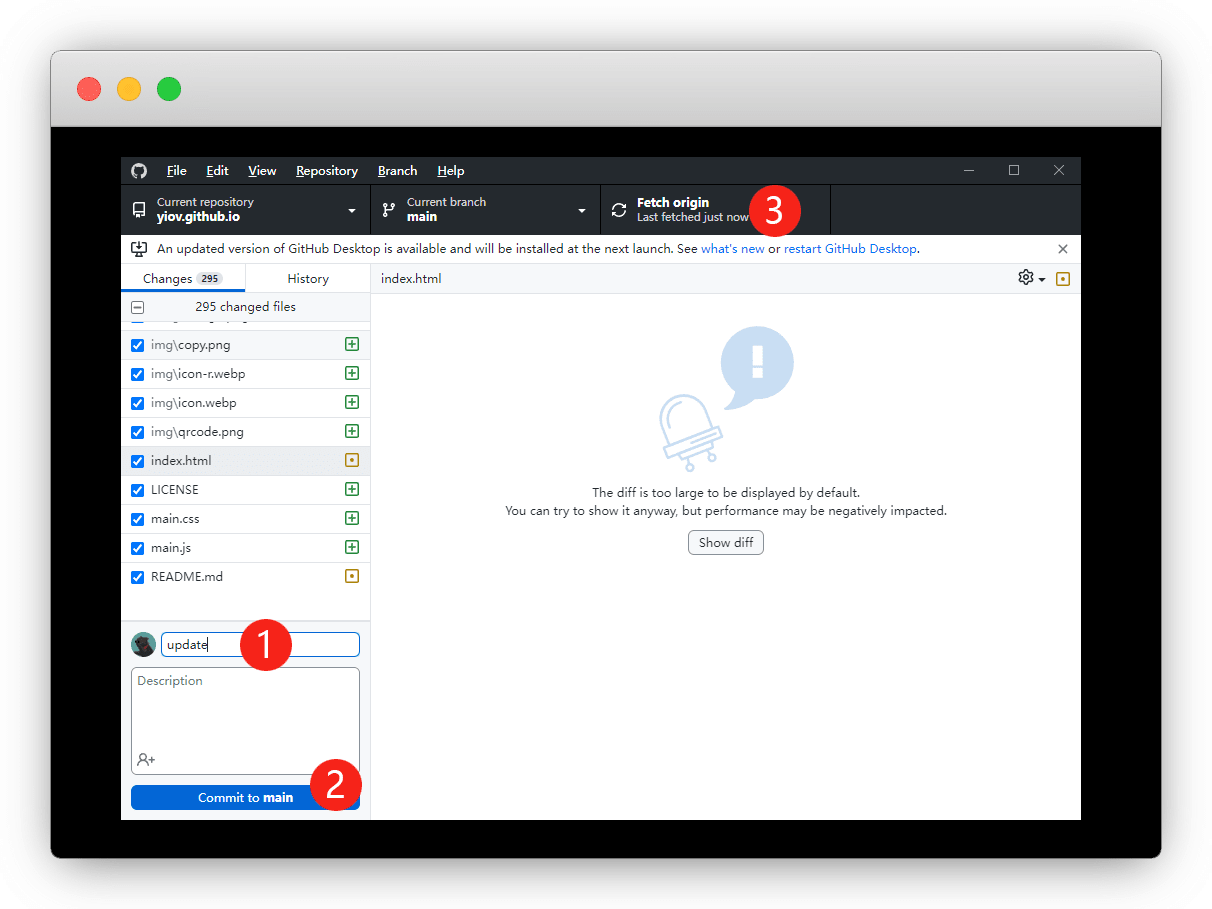 File Edit View Repository Branch Help
Current repository
yiov.github.io
Current branch
main
Fetch origin
Last fetched just now
3
An updated version of GitHub Desktop is available and will be installed at the next launch. See what's new or restart GitHub Desktop.
Changes 295
History
index.html
295 changed files
img\copy.png
img\icon-r.webp
img\icon.webp
img\qrcode.png
index.html
LICENSE
main.css
main.js
README.md
The diff is too large to be displayed by default.
You can try to show it anyway, but performance may be negatively impacted.
Show diff
update
1
Description
2
Commit to main